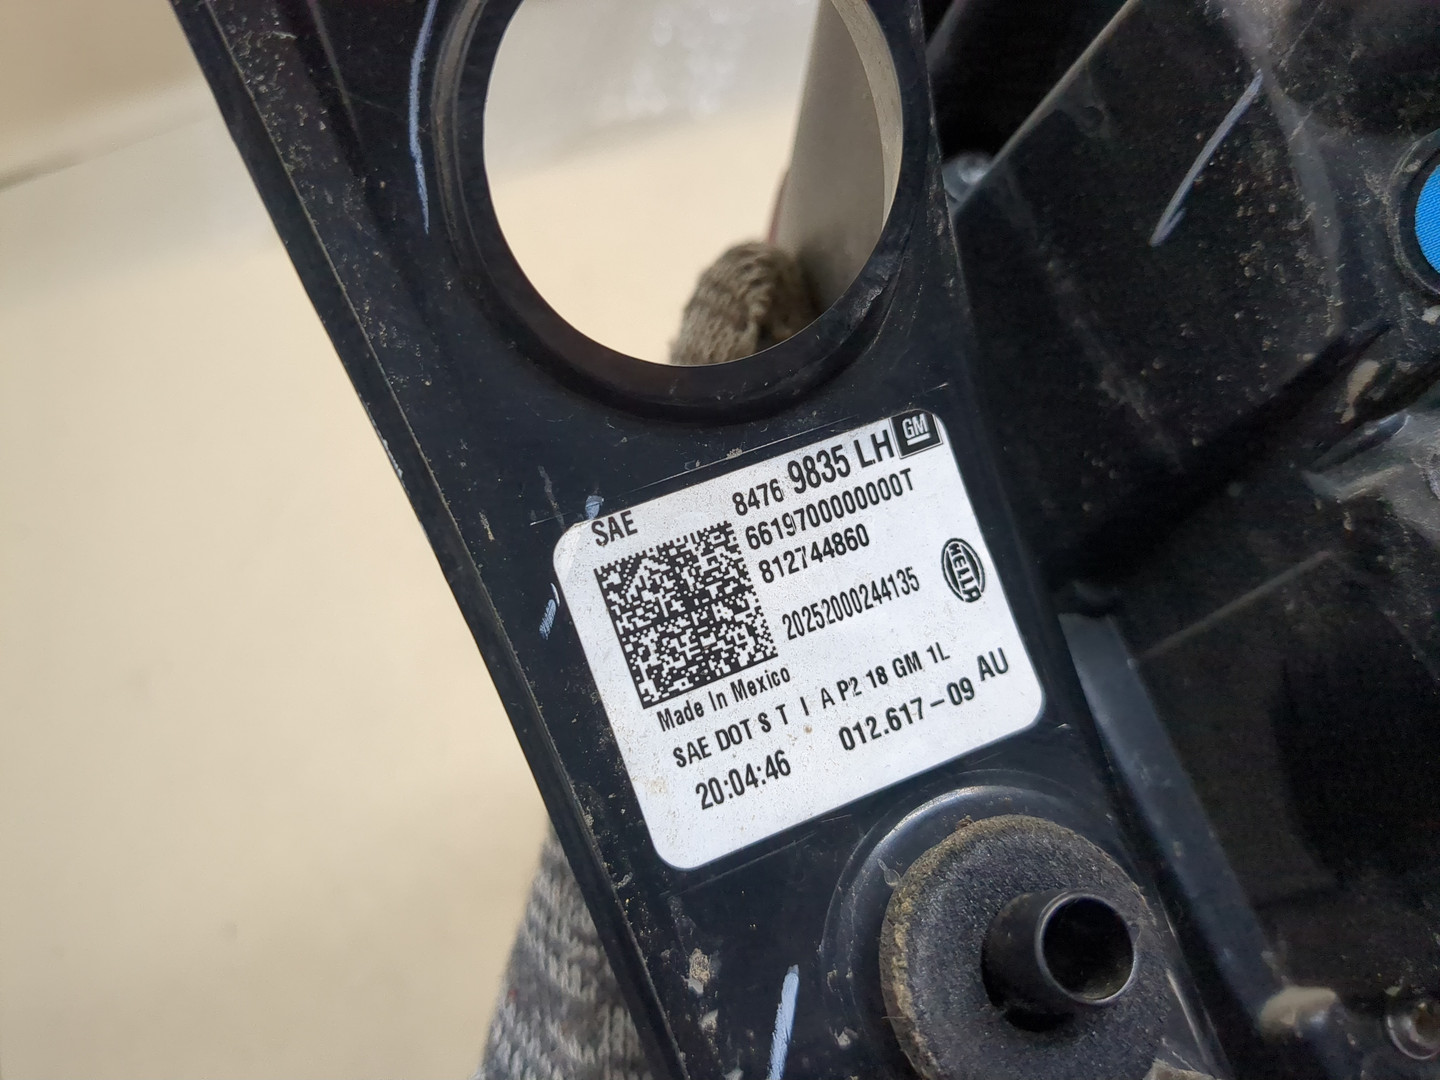 SAE 8476 9835 LH GM
6619700000000T
812744860
20252000244135 HELLA
Made In Mexico
SAE DOT S T I A P2 18 GM 1L
20:04:46 012.617-09 AU